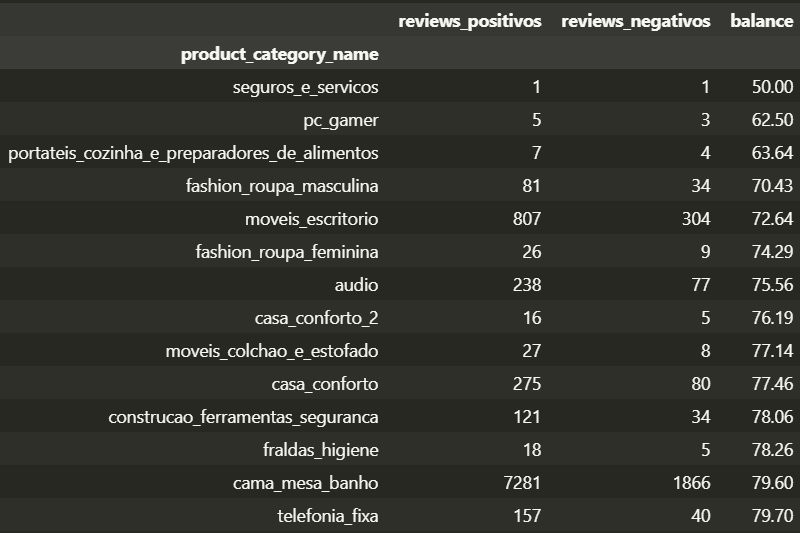 reviews_positivos reviews_negativos balance
product_category_name
seguros_e_servicos 1 1 50.00
pc_gamer 5 3 62.50
portateis_cozinha_e_preparadores_de_alimentos 7 4 63.64
fashion_roupa_masculina 81 34 70.43
moveis_escritorio 807 304 72.64
fashion_roupa_feminina 26 9 74.29
audio 238 77 75.56
casa_conforto_2 16 5 76.19
moveis_colchao_e_estofado 27 8 77.14
casa_conforto 275 80 77.46
construcao_ferramentas_seguranca 121 34 78.06
fraldas_higiene 18 5 78.26
cama_mesa_banho 7281 1866 79.60
telefonia_fixa 157 40 79.70